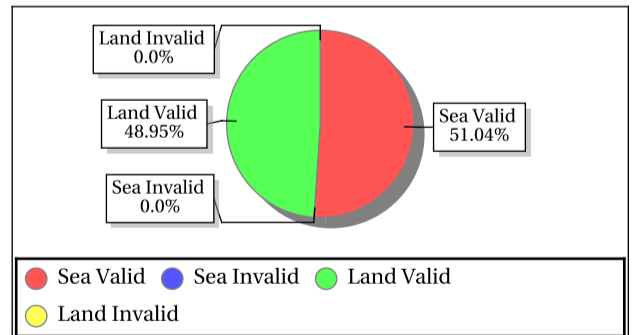 Land Invalid
0.0%
Land Valid
48.95%
Sea Valid
51.04%
Sea Invalid
0.0%
Sea Valid Sea Invalid Land Valid
Land Invalid